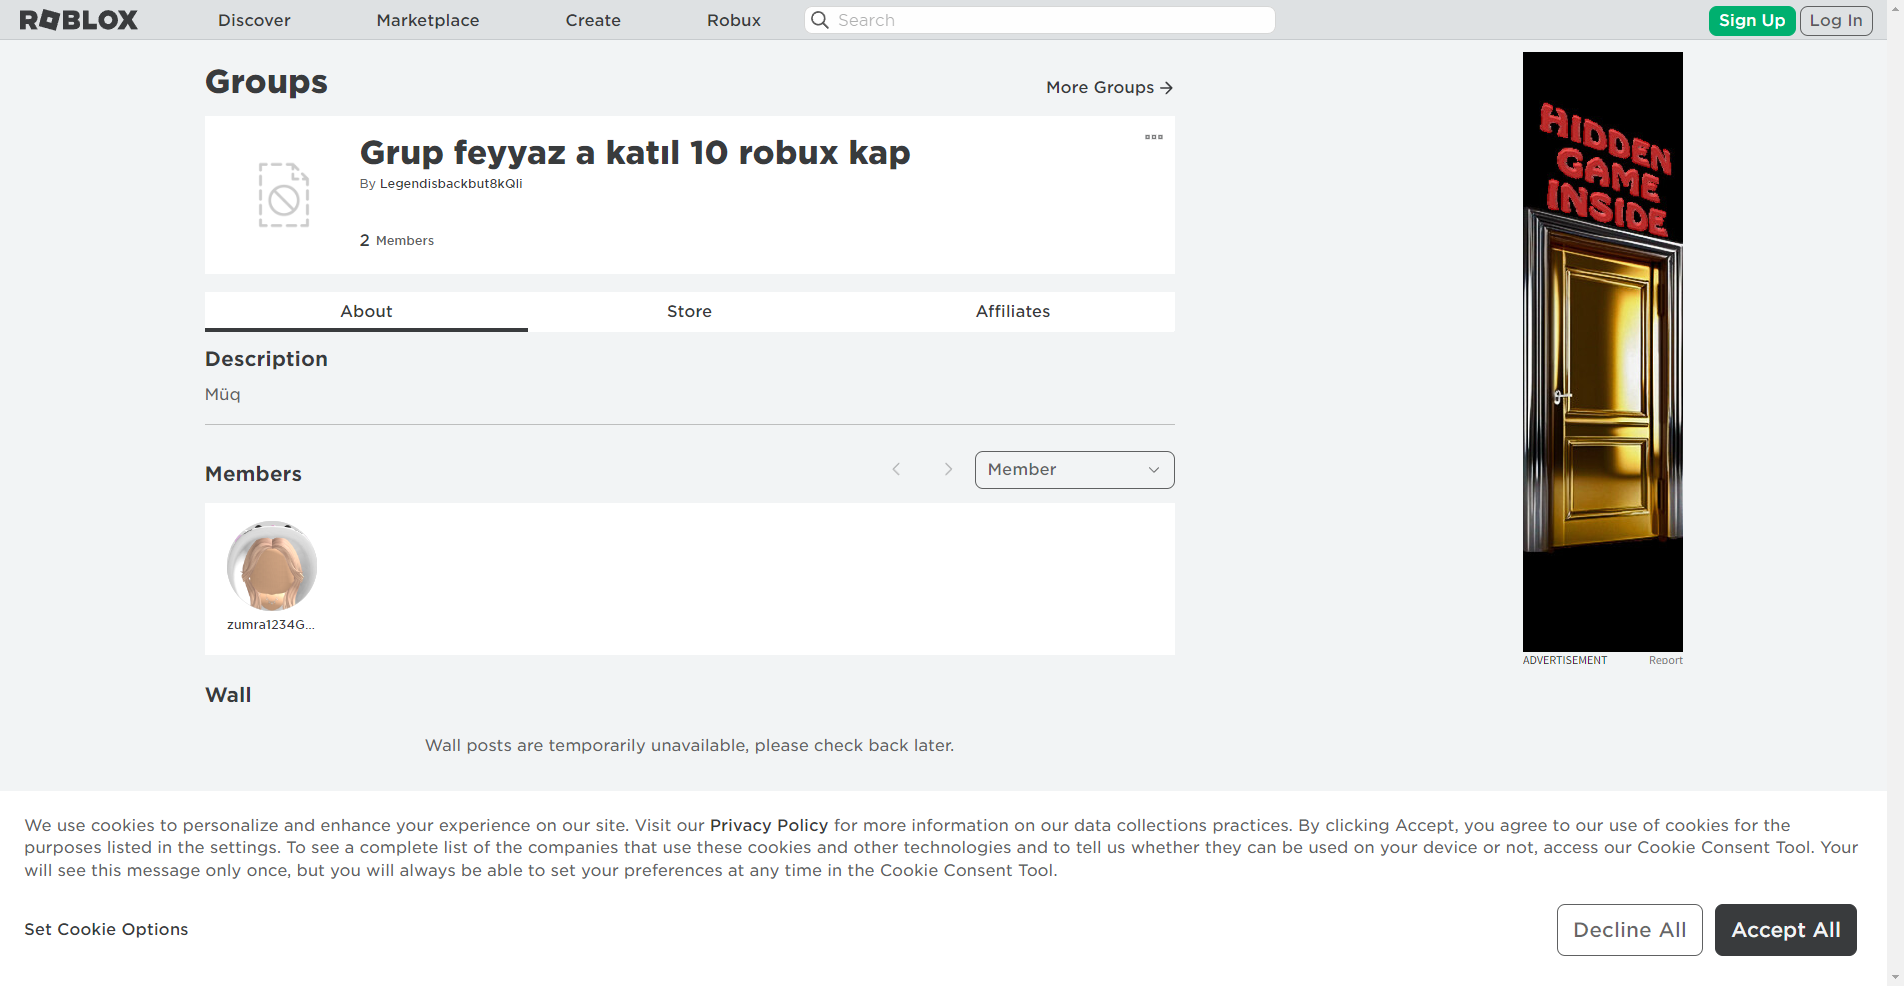 ROBLOX Discover Marketplace Create Robux Search Sign Up Log In
Groups
More Groups
Grup feyyaz a katıl 10 robux kap
By Legendisbackbut8kQli
2 Members
About Store Affiliates
Description
Müq
Members
Member
zumra1234G...
Wall
Wall posts are temporarily unavailable, please check back later.
HIDDEN
GAME
INSIDE
ADVERTISEMENT Report
We use cookies to personalize and enhance your experience on our site. Visit our Privacy Policy for more information on our data collections practices. By clicking Accept, you agree to our use of cookies for the
purposes listed in the settings. To see a complete list of the companies that use these cookies and other technologies and to tell us whether they can be used on your device or not, access our Cookie Consent Tool. Your
will see this message only once, but you will always be able to set your preferences at any time in the Cookie Consent Tool.
Set Cookie Options
Decline All
Accept All